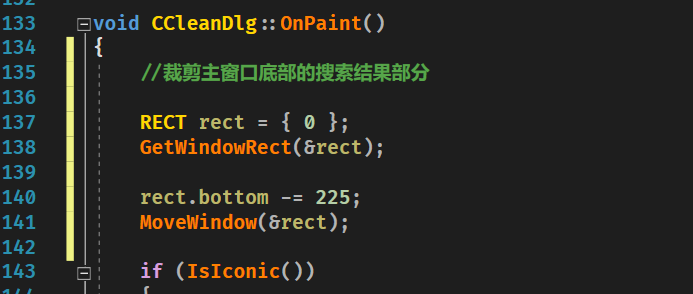 133 void CCleanDlg::OnPaint()
134 {
135 //裁剪主窗口底部的搜索结果部分
136
137 RECT rect = { 0 };
138 GetWindowRect(&rect);
139
140 rect.bottom -= 225;
141 MoveWindow(&rect);
142
143 if (IsIconic())